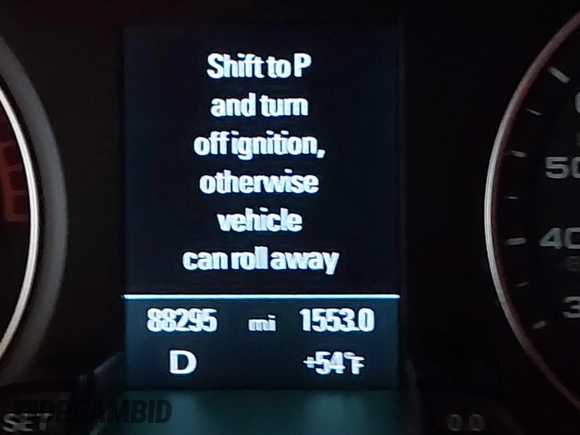 Shift to P
and turn
off ignition,
otherwise
vehicle
can roll away
88295 mi 1553.0
D +54°F
SET
DREAMBID
0.0
40